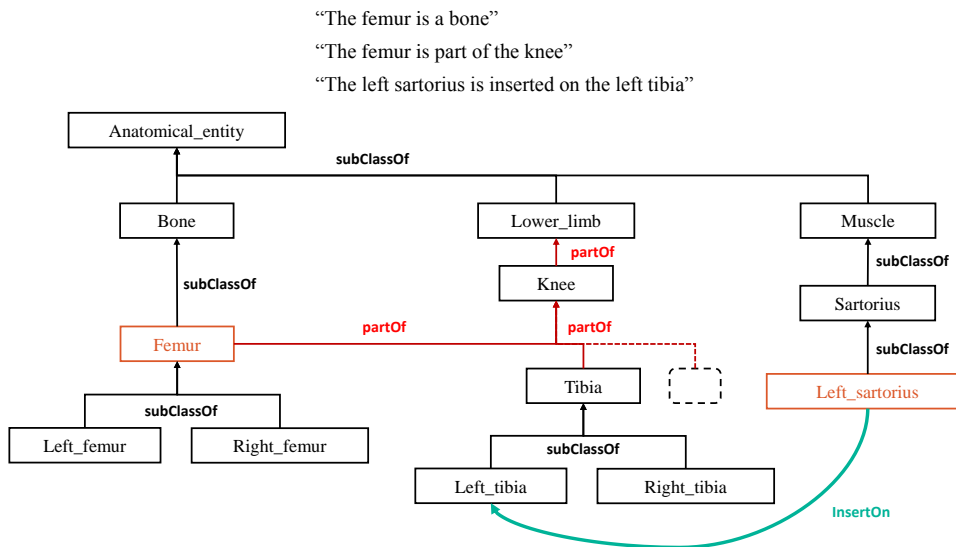 “The femur is a bone”
“The femur is part of the knee”
“The left sartorius is inserted on the left tibia”
Anatomical_entity
subClassOf
Bone
Lower_limb
Muscle
partOf
subClassOf
subClassOf
Knee
Sartorius
partOf
partOf
Femur
subClassOf
Tibia
Left_sartorius
subClassOf
Left_femur
Right_femur
subClassOf
Left_tibia
Right_tibia
InsertOn